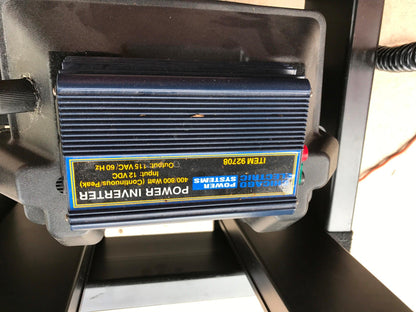 CHICAGO POWER
ELECTRIC SYSTEMS
ITEM 92708
POWER INVERTER
400/800 Watt (Continuous/Peak)
Input: 12 VDC
Output: 115 VAC, 60 Hz